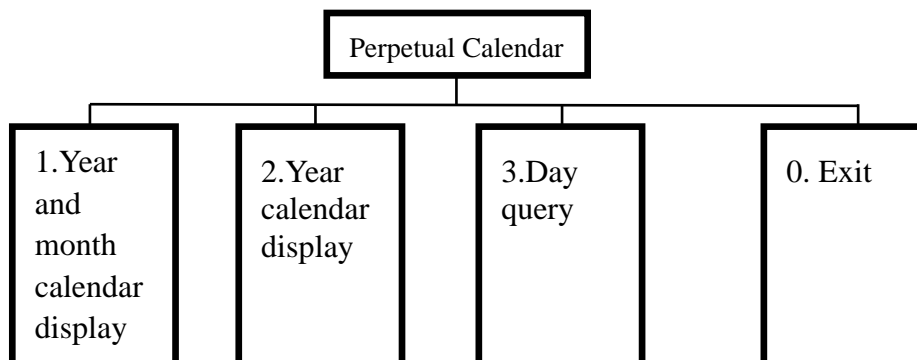 Perpetual Calendar
1.Year
and
month
calendar
display
2.Year
calendar
display
3.Day
query
0. Exit